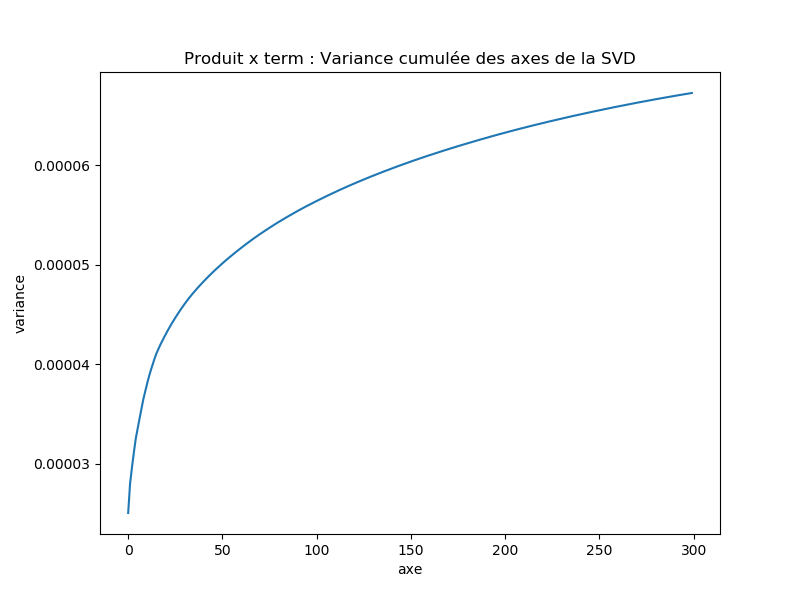 Produit x term : Variance cumulée des axes de la SVD
variance
0.00006
0.00005
0.00004
0.00003
0 50 100 150 200 250 300
axe